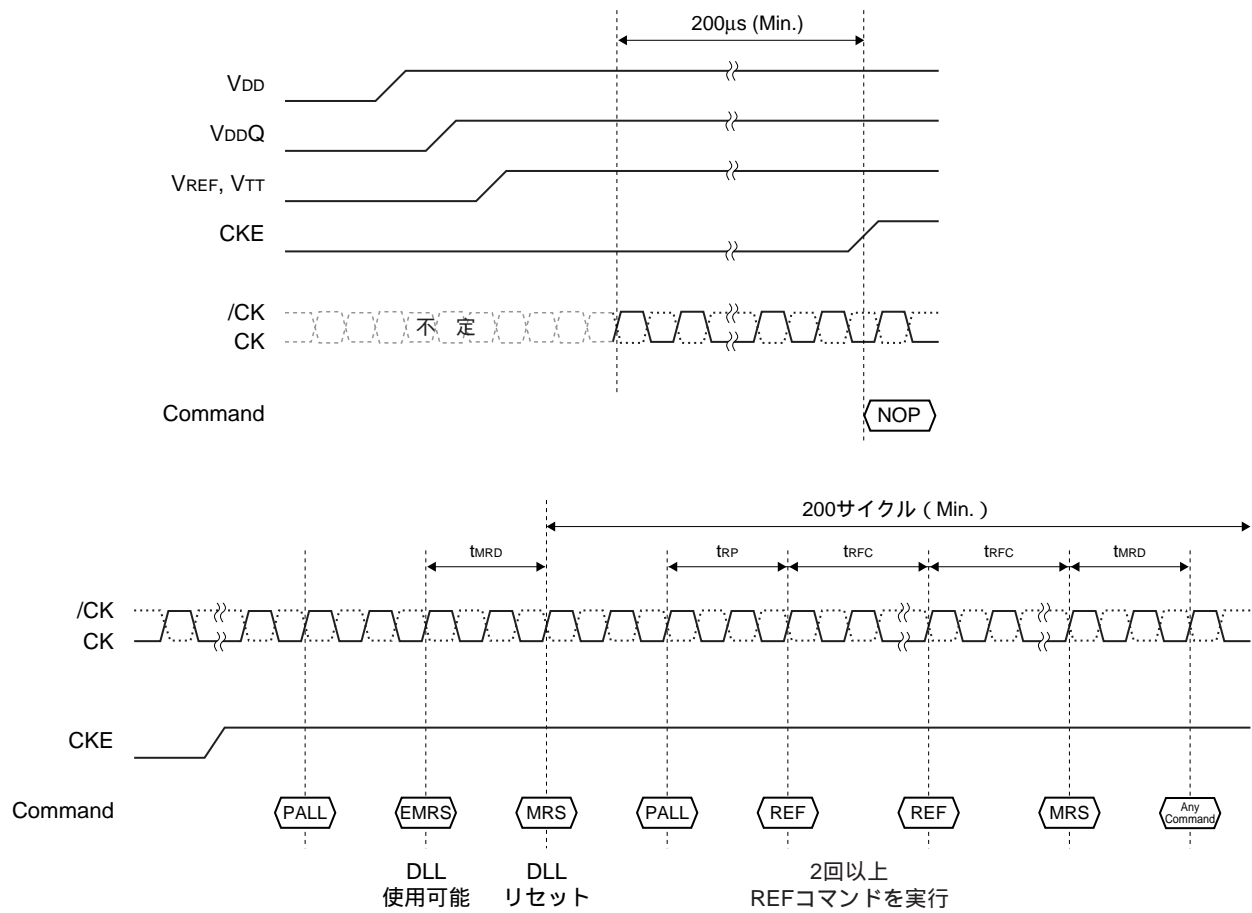 200μs (Min.)
VDD
VDDQ
VREF, VTT
CKE
/CK
不 定
CK
Command
NOP
200サイクル（Min.）
tMRD
tRP
tRFC
tRFC
tMRD
/CK
CK
CKE
Command
PALL
EMRS
MRS
PALL
REF
REF
MRS
Any
Command
DLL
使用可能
DLL
リセット
2回以上
REFコマンドを実行